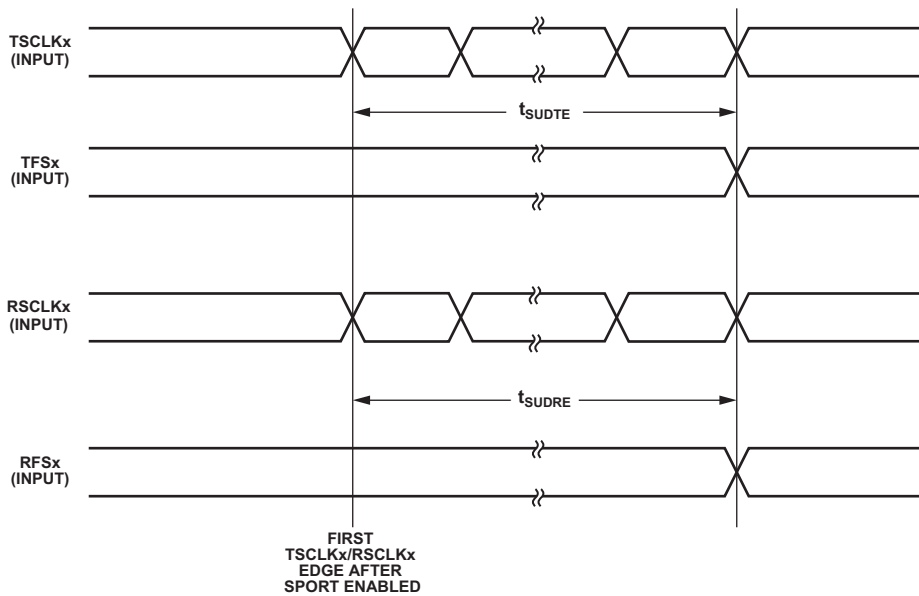 TSCLKx
(INPUT)
tSUDTE
TFSx
(INPUT)
RSCLKx
(INPUT)
tSUDRE
RFSx
(INPUT)
FIRST
TSCLKx/RSCLKx
EDGE AFTER
SPORT ENABLED